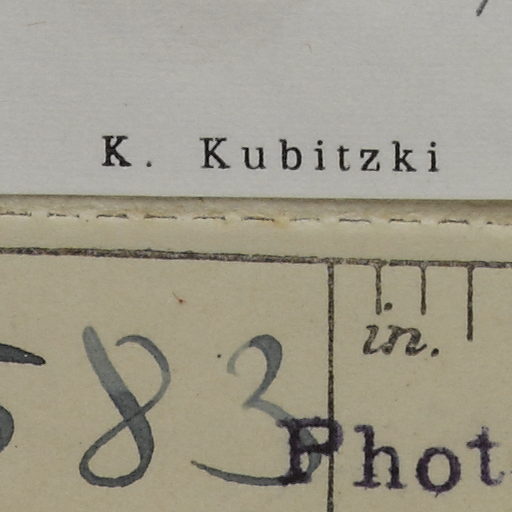 K. Kubitzki
in.
583
Phot